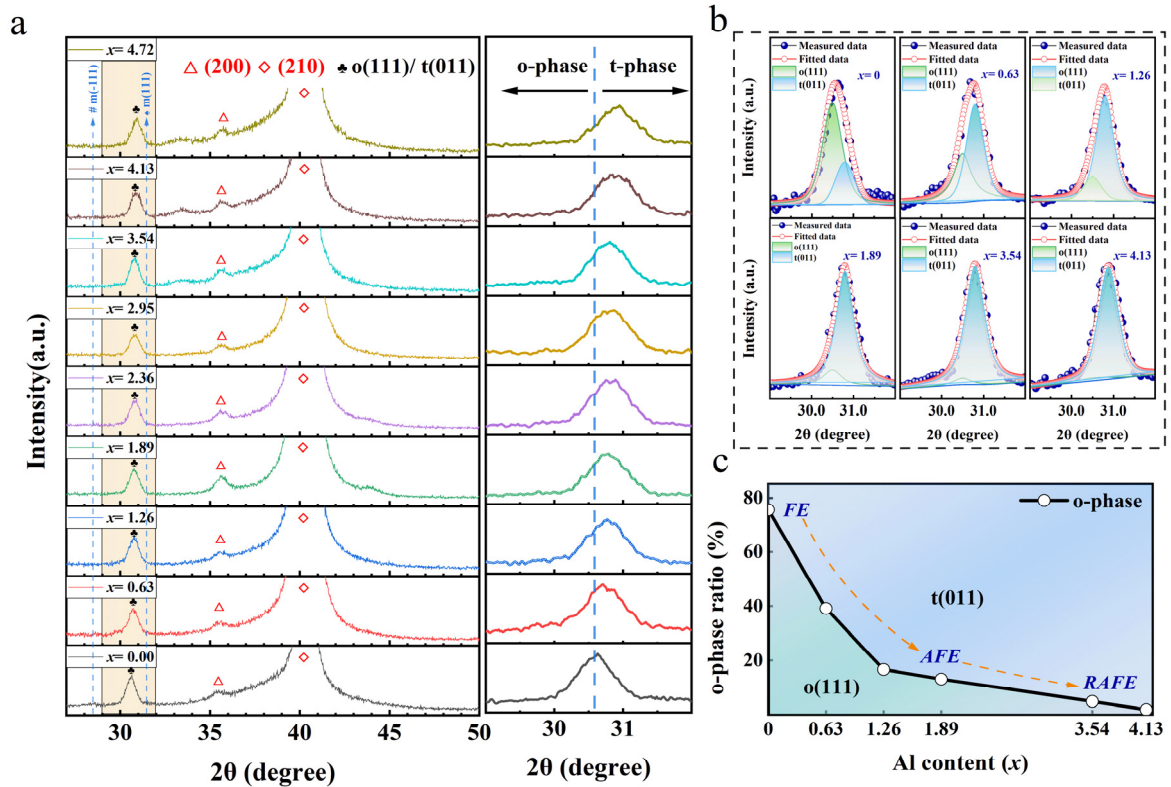 a
Intensity(a.u.)
x= 4.72
x= 4.13
x= 3.54
x= 2.95
x= 2.36
x= 1.89
x= 1.26
x= 0.63
x= 0.00
# m(-111)
m(111)
△ (200) ◇ (210) ♣ o(111)/ t(011)
30 35 40 45 50
2θ (degree)
o-phase t-phase
30 31
2θ (degree)
b
Intensity (a.u.)
Measured data
Fitted data
o(111)
t(011)
x= 0
Measured data
Fitted data
o(111)
t(011)
x= 0.63
Measured data
Fitted data
t(011)
o(111)
x= 1.26
Intensity (a.u.)
Measured data
Fitted data
o(111)
t(011)
x= 1.89
Measured data
Fitted data
o(111)
t(011)
x= 3.54
Measured data
Fitted data
o(111)
t(011)
x= 4.13
30.0 31.0
30.0 31.0
30.0 31.0
2θ (degree)
2θ (degree)
2θ (degree)
c
o-phase ratio (%)
80
60
40
20
FE
o-phase
t(011)
AFE
RAFE
o(111)
0 0.63 1.26 1.89 3.54 4.13
Al content (x)